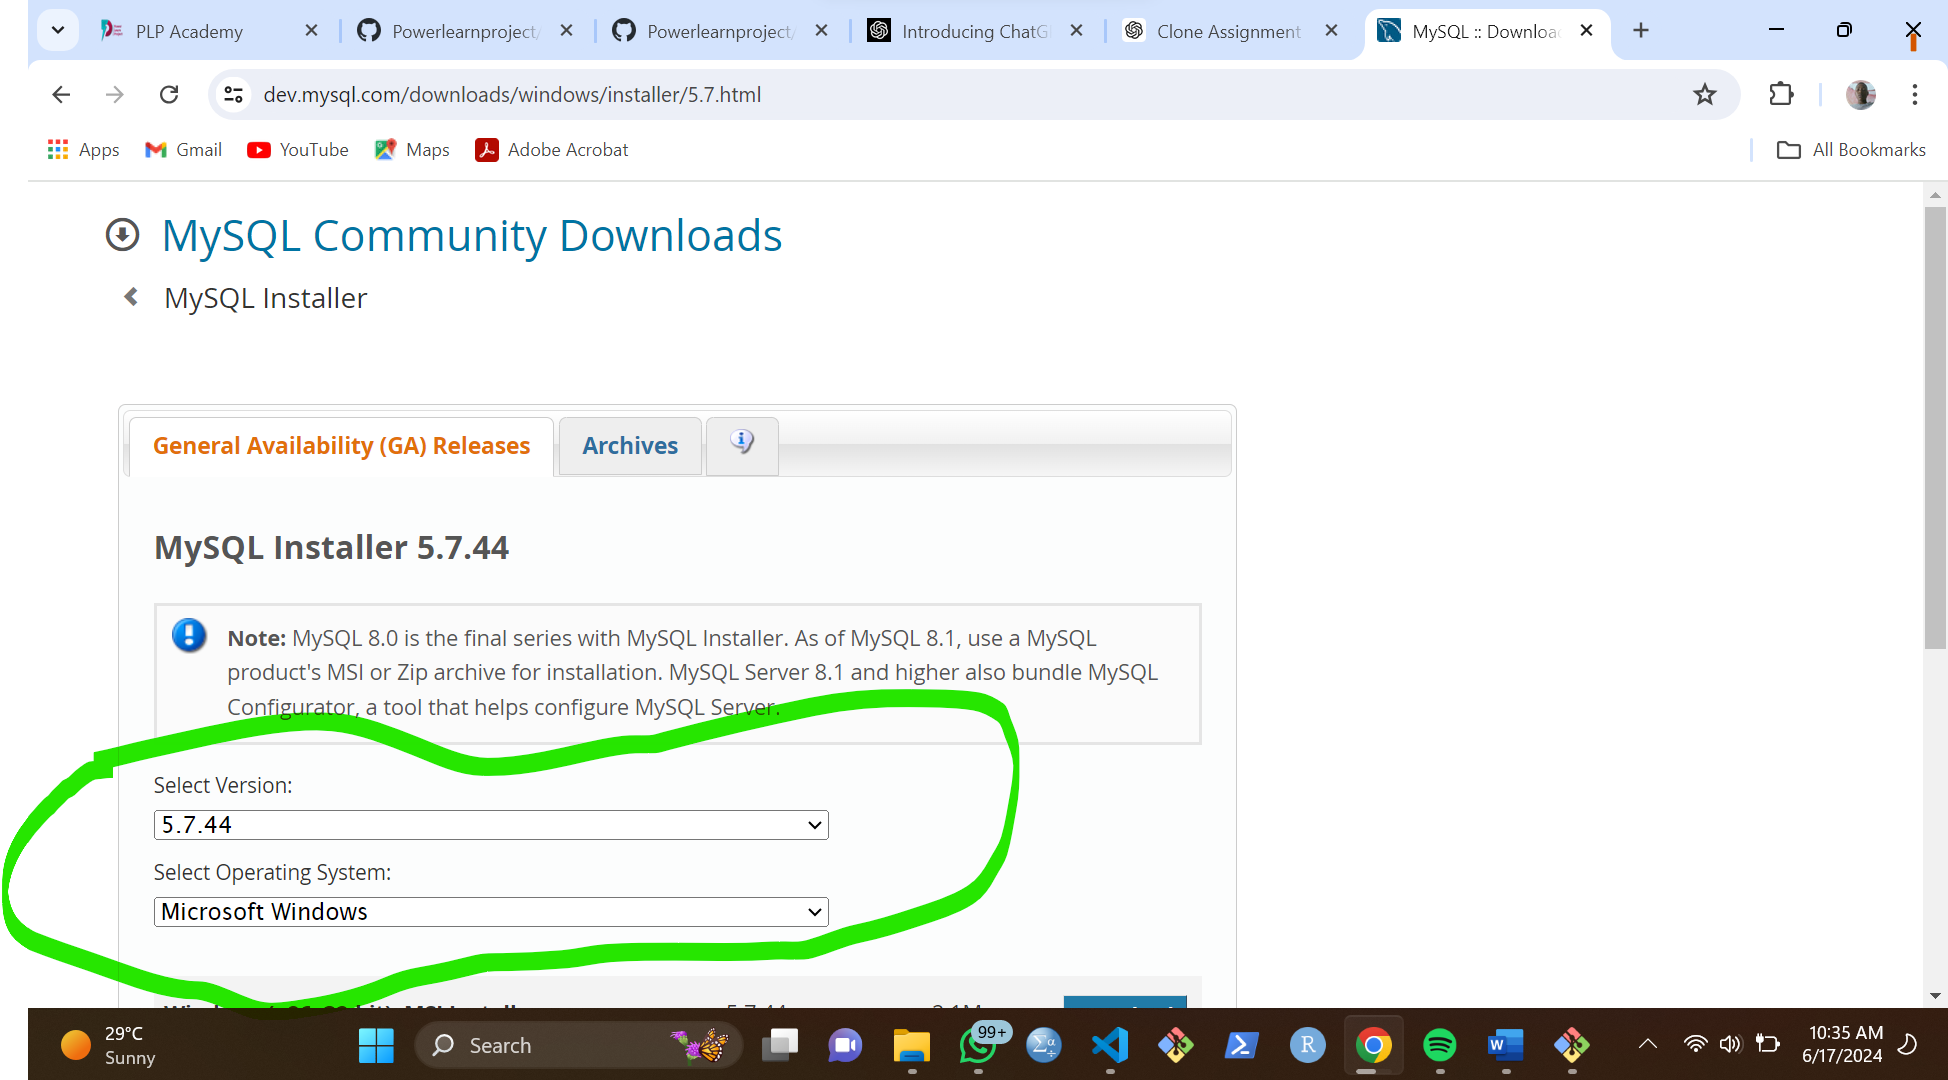 PLP Academy
Powerlearnproject/
Powerlearnproject/
Introducing ChatG
Clone Assignment
MySQL :: Downloa
dev.mysql.com/downloads/windows/installer/5.7.html
Apps
Gmail
YouTube
Maps
Adobe Acrobat
All Bookmarks
MySQL Community Downloads
MySQL Installer
General Availability (GA) Releases
Archives
MySQL Installer 5.7.44
Note: MySQL 8.0 is the final series with MySQL Installer. As of MySQL 8.1, use a MySQL
product's MSI or Zip archive for installation. MySQL Server 8.1 and higher also bundle MySQL
Configurator, a tool that helps configure MySQL Server.
Select Version:
5.7.44
Select Operating System:
Microsoft Windows
29°C
Sunny
Search
99+
10:35 AM
6/17/2024